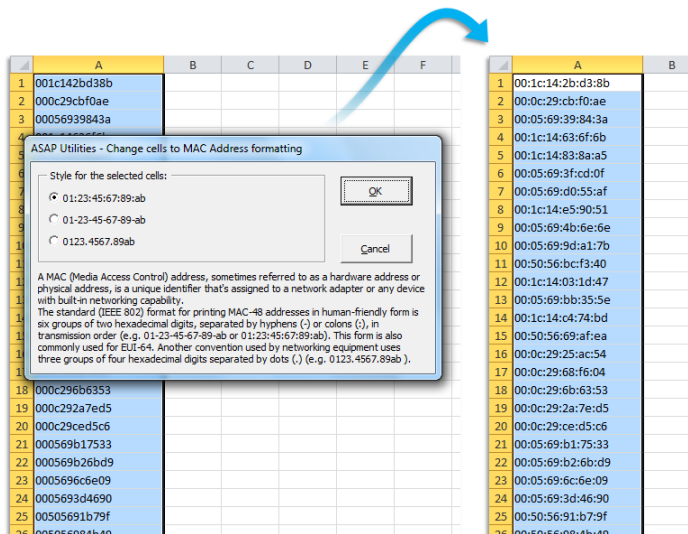 A B C D E F
1 001c142bd38b
2 000c29cbf0ae
3 00056939843a
4
ASAP Utilities - Change cells to MAC Address formatting
Style for the selected cells:
01:23:45:67:89:ab
01-23-45-67-89-ab
0123.4567.89ab
OK
Cancel
A MAC (Media Access Control) address, sometimes referred to as a hardware address or
physical address, is a unique identifier that's assigned to a network adapter or any device
with built-in networking capability.
The standard (IEEE 802) format for printing MAC-48 addresses in human-friendly form is
six groups of two hexadecimal digits, separated by hyphens (-) or colons (:), in
transmission order (e.g. 01-23-45-67-89-ab or 01:23:45:67:89:ab). This form is also
commonly used for EUI-64. Another convention used by networking equipment uses
three groups of four hexadecimal digits separated by dots (.) (e.g. 0123.4567.89ab ).
18 000c296b6353
19 000c292a7ed5
20 000c29ced5c6
21 000569b17533
22 000569b26bd9
23 0005696c6e09
24 0005693d4690
25 00505691b79f
26 005056984b49
A B
1 00:1c:14:2b:d3:8b
2 00:0c:29:cb:f0:ae
3 00:05:69:39:84:3a
4 00:1c:14:63:6f:6b
5 00:1c:14:83:8a:a5
6 00:05:69:3f:cd:0f
7 00:05:69:d0:55:af
8 00:1c:14:e5:90:51
9 00:05:69:4b:6e:6e
10 00:05:69:9d:a1:7b
11 00:50:56:bc:f3:40
12 00:1c:14:03:1d:47
13 00:05:69:bb:35:5e
14 00:1c:14:c4:74:bd
15 00:50:56:9f:af:ea
16 00:0c:29:25:ac:54
17 00:0c:29:68:f6:04
18 00:0c:29:6b:63:53
19 00:0c:29:2a:7e:d5
20 00:0c:29:ce:d5:c6
21 00:05:69:b1:75:33
22 00:05:69:b2:6b:d9
23 00:05:69:6c:6e:09
24 00:05:69:3d:46:90
25 00:50:56:91:b7:9f
26 00:50:56:98:4b:49